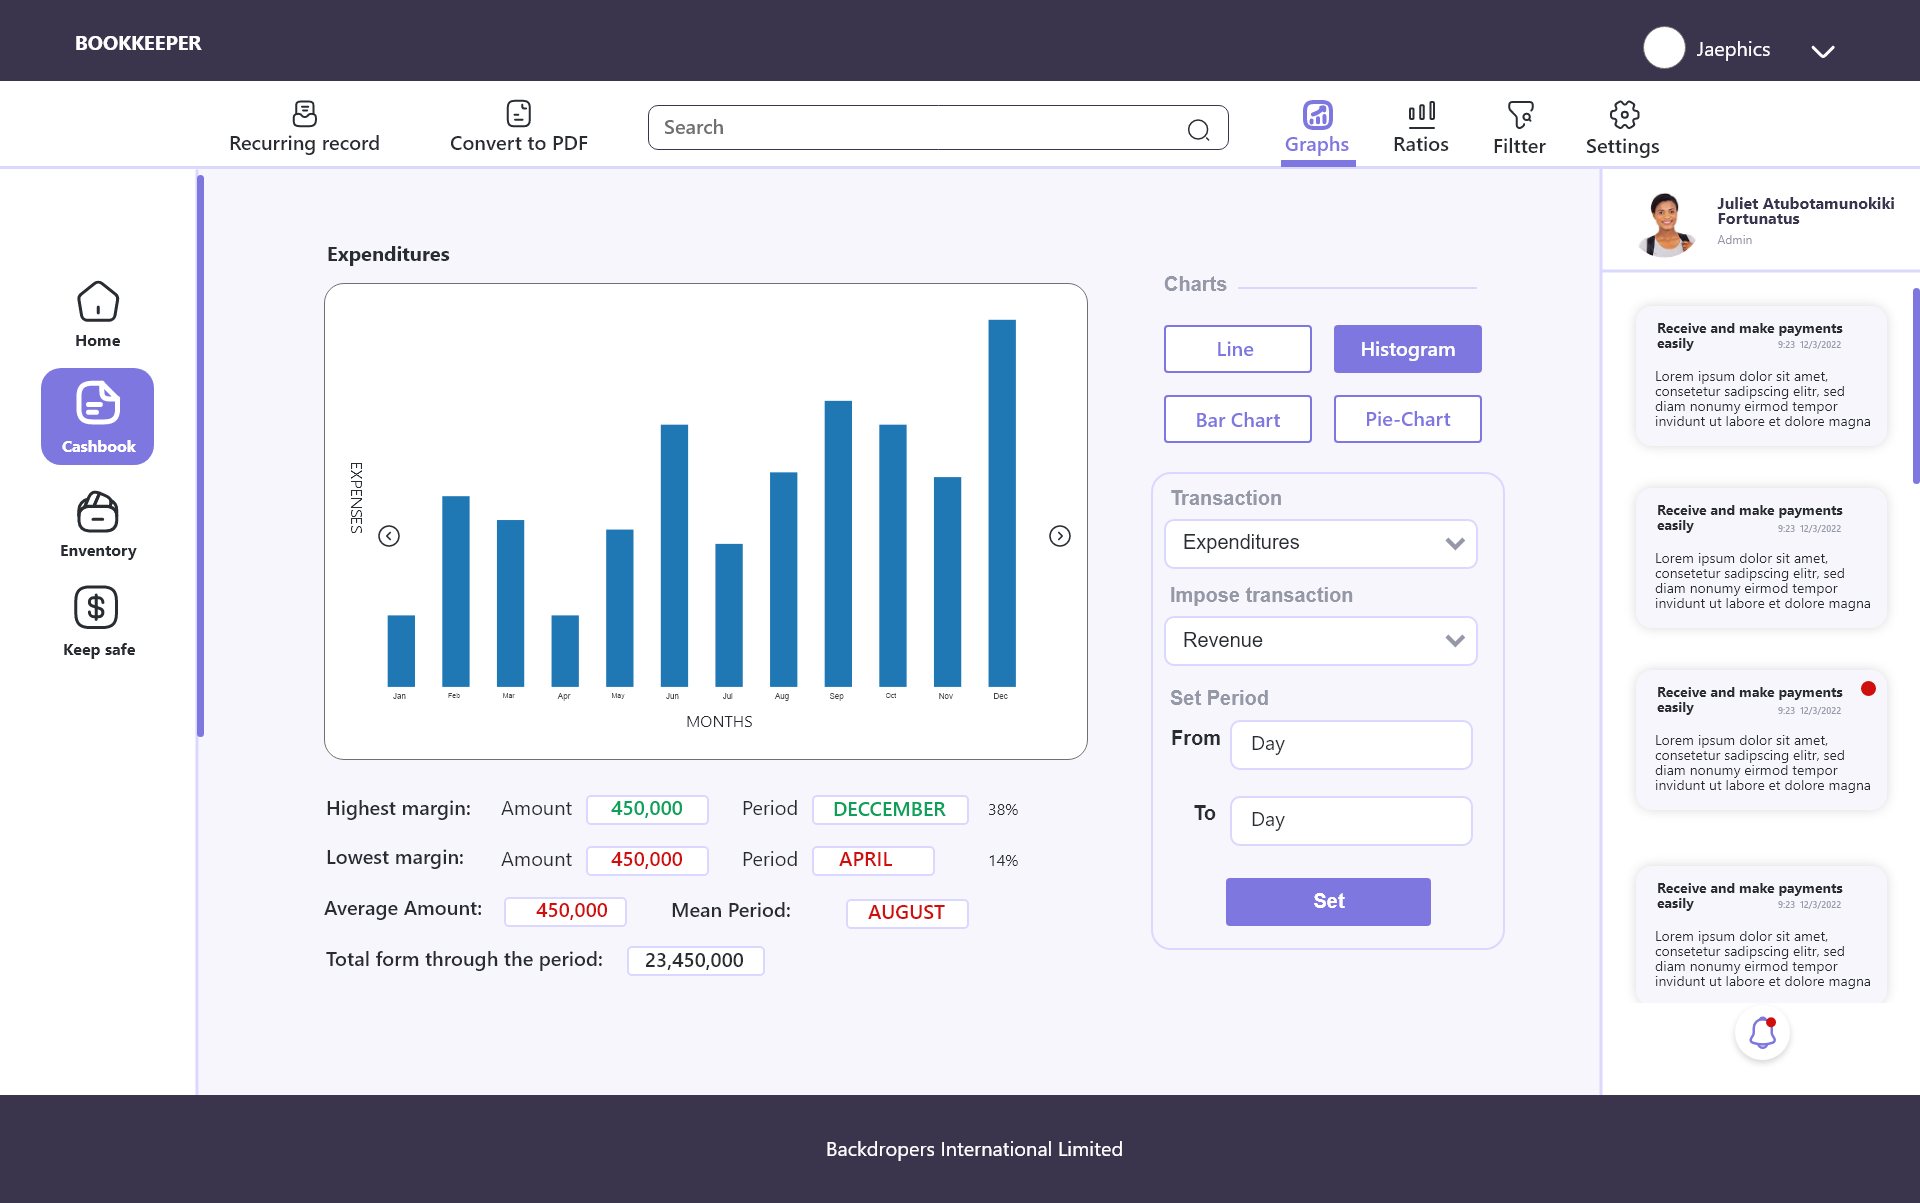 BOOKKEEPER
Jaephics
Recurring record
Convert to PDF
Search
Graphs
Ratios
Filtter
Settings
Home
Cashbook
Inventory
Keep safe
Expenditures
EXPENSES
Jan Feb Mar Apr May Jun Jul Aug Sep Oct Nov Dec
MONTHS
Highest margin: Amount 450,000 Period DECCEMBER 38%
Lowest margin: Amount 450,000 Period APRIL 14%
Average Amount: 450,000 Mean Period: AUGUST
Total form through the period: 23,450,000
Charts
Line Histogram
Bar Chart Pie-Chart
Transaction
Expenditures
Impose transaction
Revenue
Set Period
From Day
To Day
Set
Juliet Atubotamunokiki
Fortunatus
Admin
Receive and make payments
easily 9:23 12/3/2022
Lorem ipsum dolor sit amet,
consetetur sadipscing elitr, sed
diam nonumy eirmod tempor
invidunt ut labore et dolore magna
Receive and make payments
easily 9:23 12/3/2022
Lorem ipsum dolor sit amet,
consetetur sadipscing elitr, sed
diam nonumy eirmod tempor
invidunt ut labore et dolore magna
Receive and make payments
easily 9:23 12/3/2022
Lorem ipsum dolor sit amet,
consetetur sadipscing elitr, sed
diam nonumy eirmod tempor
invidunt ut labore et dolore magna
Receive and make payments
easily 9:23 12/3/2022
Lorem ipsum dolor sit amet,
consetetur sadipscing elitr, sed
diam nonumy eirmod tempor
invidunt ut labore et dolore magna
Backdropers International Limited